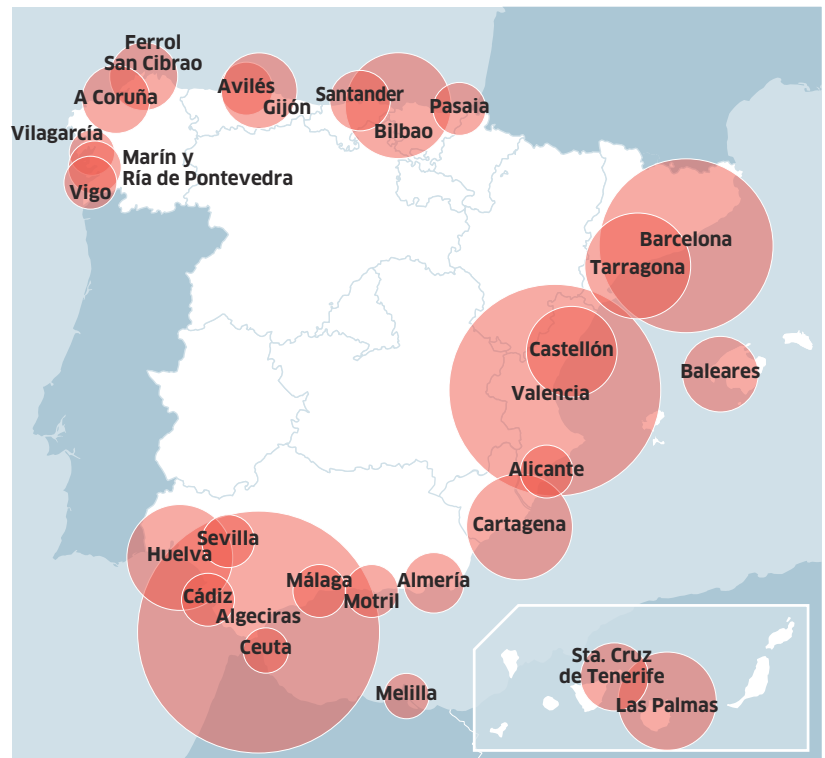 Ferrol
San Cibrao
A Coruña
Avilés
Gijón
Santander
Bilbao
Pasaia
Vilagarcía
Marín y
Ría de Pontevedra
Vigo
Barcelona
Tarragona
Castellón
Valencia
Baleares
Alicante
Cartagena
Sevilla
Huelva
Cádiz
Algeciras
Málaga
Motril
Almería
Ceuta
Melilla
Sta. Cruz
de Tenerife
Las Palmas